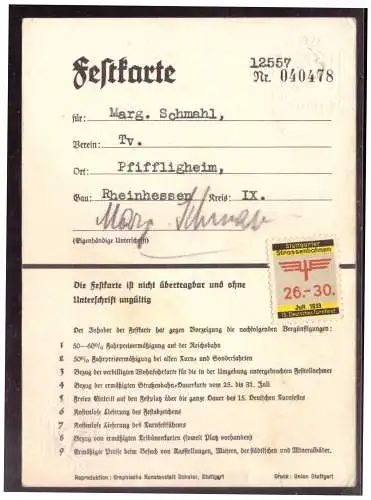 Festkarte
12557
Nr. 040478
für: Marg. Schmahl,
Verein: Tv.
Ort: Pfiffligheim,
Gau: Rheinhessen Kreis: IX.
Marg. Schmahl
(Eigenhändige Unterschrift)
Stuttgarter
Strassenbahnen
26.-30.
Juli 1933
15. Deutsches Turnfest
Die Festkarte ist nicht übertragbar und ohne
Unterschrift ungültig
Der Inhaber der Festkarte hat gegen Vorzeigung die nachfolgenden Vergünstigungen:
1 50—60% Fahrpreisermäßigung auf der Reichsbahn
2 50% Fahrpreisermäßigung bei allen Kurs- und Sonderfahrten
3 Bezug der verbilligten Wohnfahrkarte für die in der Umgebung untergebrachten Festteilnehmer
4 Bezug der ermäßigten Straßenbahn-Dauerkarte vom 25. bis 31. Juli
5 Freies Eintritt auf den Festplatz über die ganze Dauer des 15. Deutschen Turnfestes
6 Kostenlose Lieferung des Festabzeichens
7 Kostenlose Lieferung des Turnfestführers
8 Bezug von ermäßigten Tribünenkarten (soweit Platz vorhanden)
9 Ermäßigte Preise beim Besuch von Ausstellungen, Museen, der städtischen und Mineralbäder.
Reproduktion: Graphische Kunstanstalt Schuler, Stuttgart Druck: Union Stuttgart